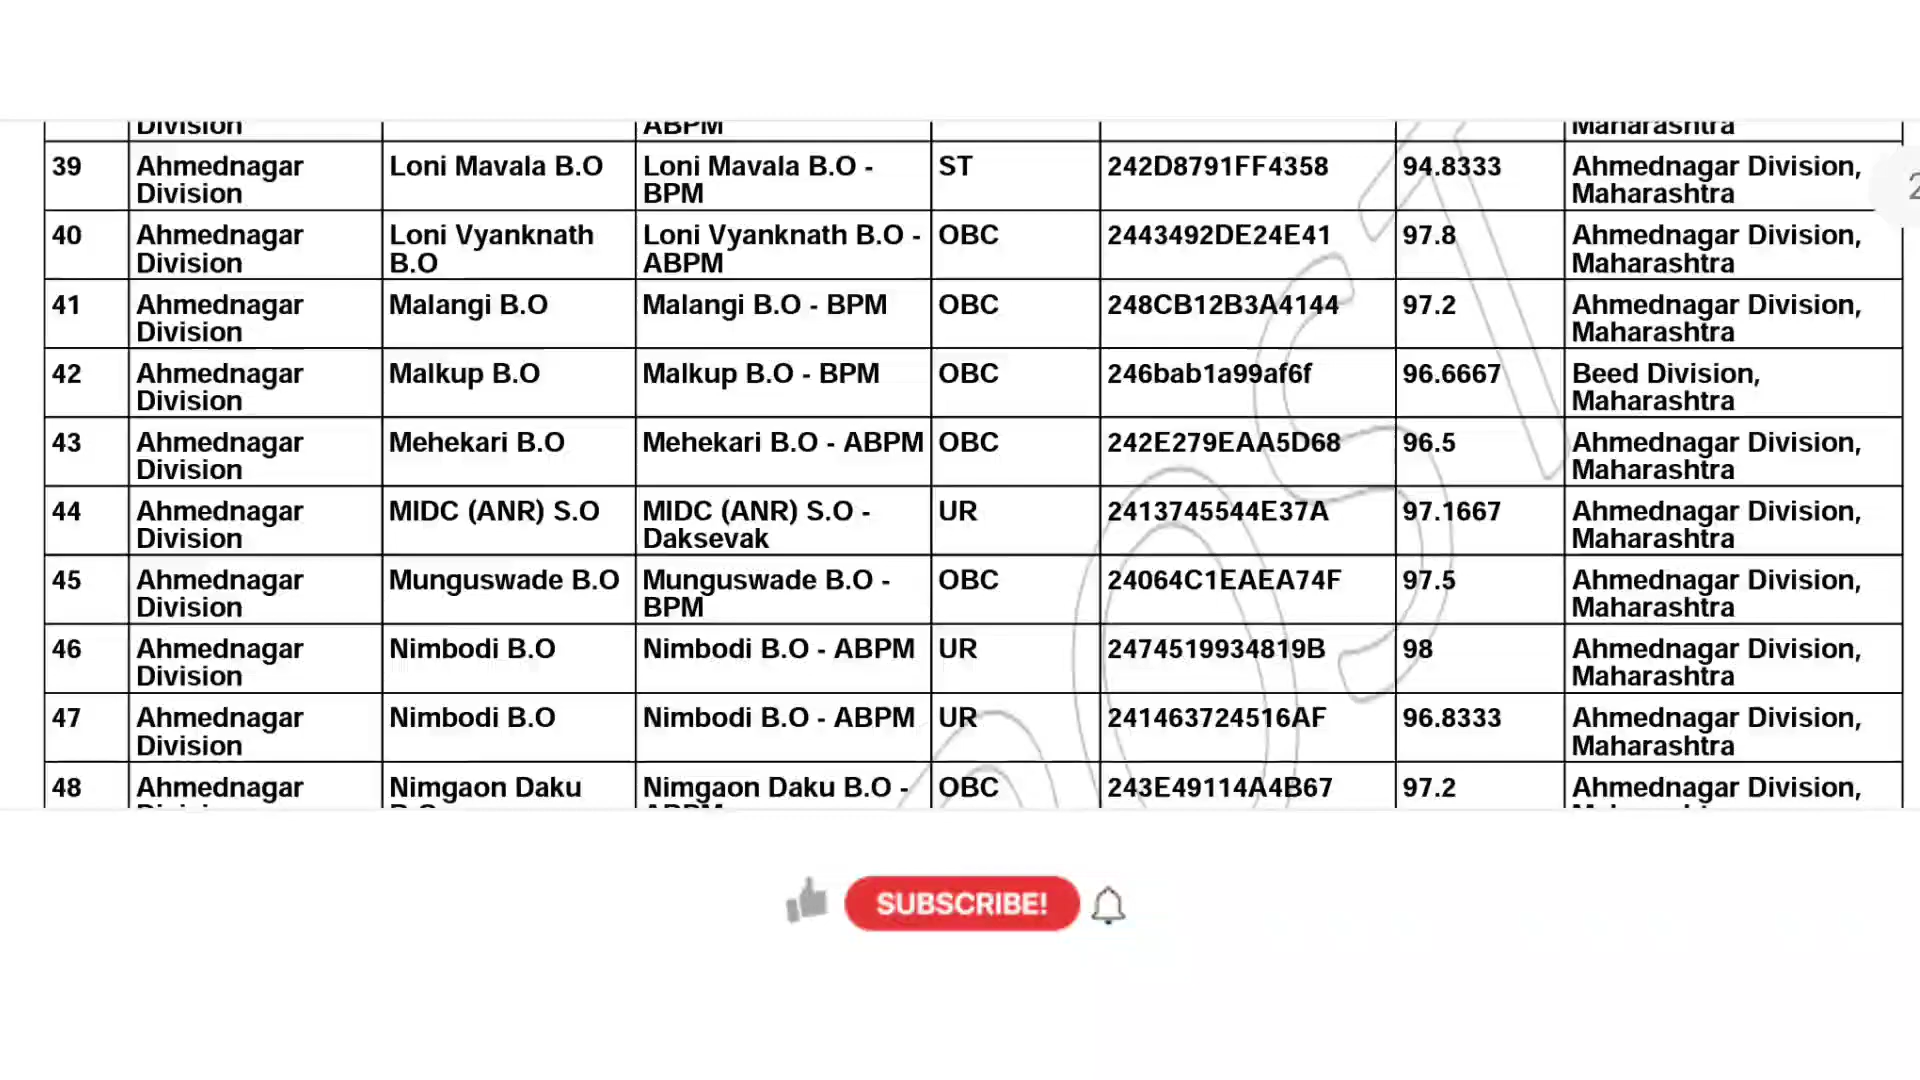 Division ABPM Maharashtra
39 Ahmednagar Loni Mavala B.O Loni Mavala B.O - ST 242D8791FF4358 94.8333 Ahmednagar Division,
Division BPM Maharashtra
40 Ahmednagar Loni Vyanknath Loni Vyanknath B.O - OBC 2443492DE24E41 97.8 Ahmednagar Division,
Division B.O ABPM Maharashtra
41 Ahmednagar Malangi B.O Malangi B.O - BPM OBC 248CB12B3A4144 97.2 Ahmednagar Division,
Division Maharashtra
42 Ahmednagar Malkup B.O Malkup B.O - BPM OBC 246bab1a99af6f 96.6667 Beed Division,
Division Maharashtra
43 Ahmednagar Mehekari B.O Mehekari B.O - ABPM OBC 242E279EAA5D68 96.5 Ahmednagar Division,
Division Maharashtra
44 Ahmednagar MIDC (ANR) S.O MIDC (ANR) S.O - UR 2413745544E37A 97.1667 Ahmednagar Division,
Division Daksevak Maharashtra
45 Ahmednagar Munguswade B.O Munguswade B.O - OBC 24064C1EAEA74F 97.5 Ahmednagar Division,
Division BPM Maharashtra
46 Ahmednagar Nimbodi B.O Nimbodi B.O - ABPM UR 2474519934819B 98 Ahmednagar Division,
Division Maharashtra
47 Ahmednagar Nimbodi B.O Nimbodi B.O - ABPM UR 241463724516AF 96.8333 Ahmednagar Division,
Division Maharashtra
48 Ahmednagar Nimgaon Daku Nimgaon Daku B.O - OBC 243E49114A4B67 97.2 Ahmednagar Division,
2
POST
SUBSCRIBE!